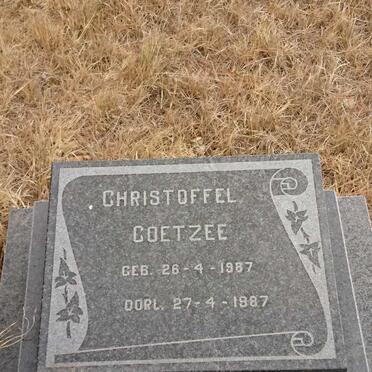 CHRISTOFFEL
COETZEE
GEB. 26-4-1987
OORL. 27-4-1987